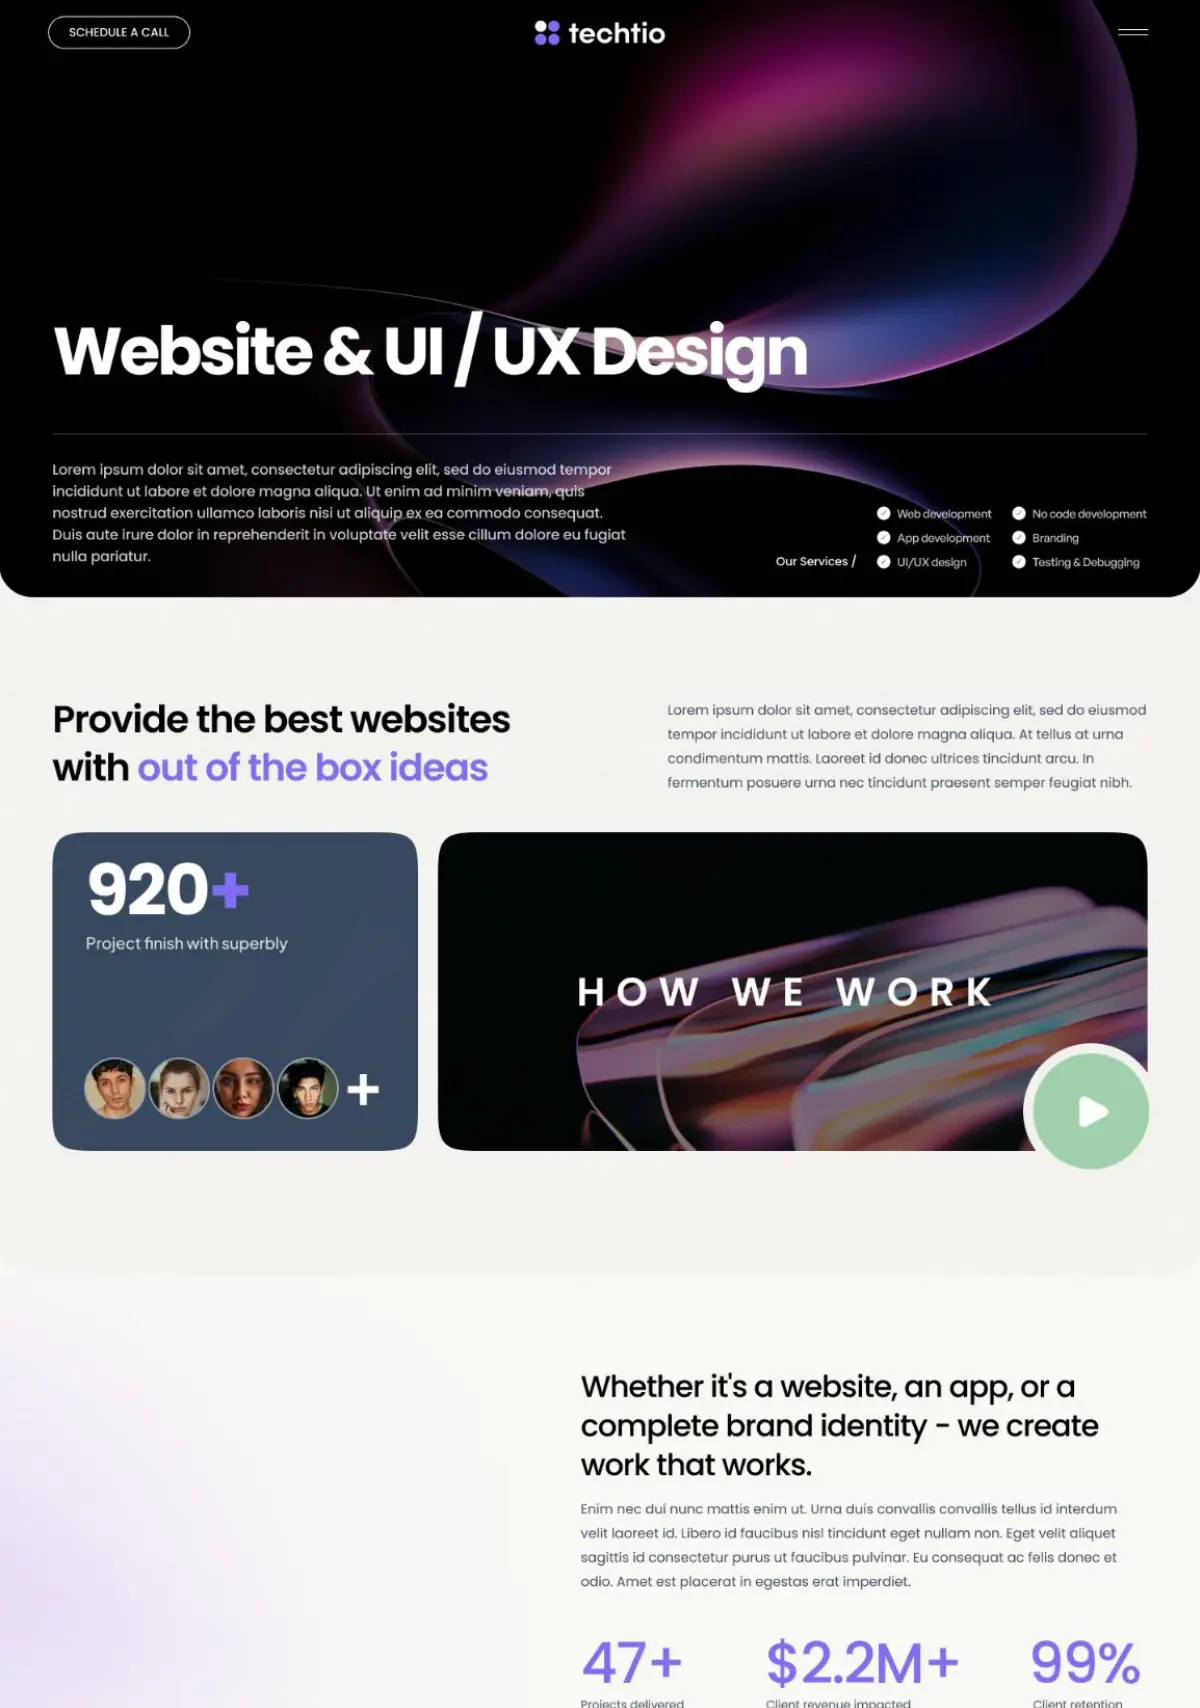 SCHEDULE A CALL
techtio
Website & UI / UX Design
Lorem ipsum dolor sit amet, consectetur adipiscing elit, sed do eiusmod tempor
incididunt ut labore et dolore magna aliqua. Ut enim ad minim veniam, quis
nostrud exercitation ullamco laboris nisi ut aliquip ex ea commodo consequat.
Duis aute irure dolor in reprehenderit in voluptate velit esse cillum dolore eu fugiat
nulla pariatur.
Our Services /
Web development
App development
UI/UX design
No code development
Branding
Testing & Debugging
Provide the best websites
with out of the box ideas
Lorem ipsum dolor sit amet, consectetur adipiscing elit, sed do eiusmod
tempor incididunt ut labore et dolore magna aliqua. At tellus at urna
condimentum mattis. Laoreet id donec ultrices tincidunt arcu. In
fermentum posuere urna nec tincidunt praesent semper feugiat nibh.
920+
Project finish with superbly
+
HOW WE WORK
Whether it's a website, an app, or a
complete brand identity - we create
work that works.
Enim nec dui nunc mattis enim ut. Urna duis convallis convallis tellus id interdum
velit laoreet id. Libero id faucibus nisl tincidunt eget nullam non. Eget velit aliquet
sagittis id consectetur purus ut faucibus pulvinar. Eu consequat ac felis donec et
odio. Amet est placerat in egestas erat imperdiet.
47+
Projects delivered
$2.2M+
Client revenue impacted
99%
Client retention